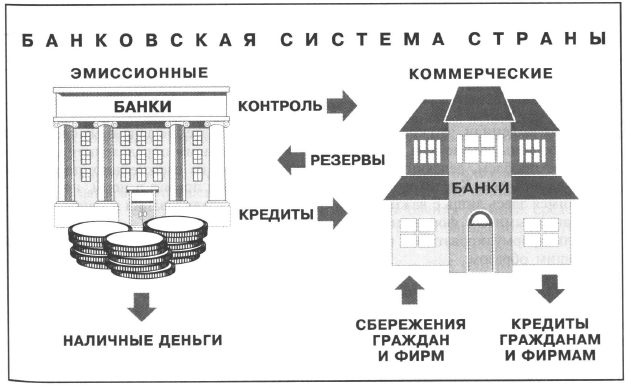 БАНКОВСКАЯ СИСТЕМА СТРАНЫ
ЭМИССИОННЫЕ
БАНКИ
КОНТРОЛЬ
РЕЗЕРВЫ
КРЕДИТЫ
НАЛИЧНЫЕ ДЕНЬГИ
КОММЕРЧЕСКИЕ
БАНКИ
СБЕРЕЖЕНИЯ
ГРАЖДАН
И ФИРМ
КРЕДИТЫ
ГРАЖДАНАМ
И ФИРМАМ